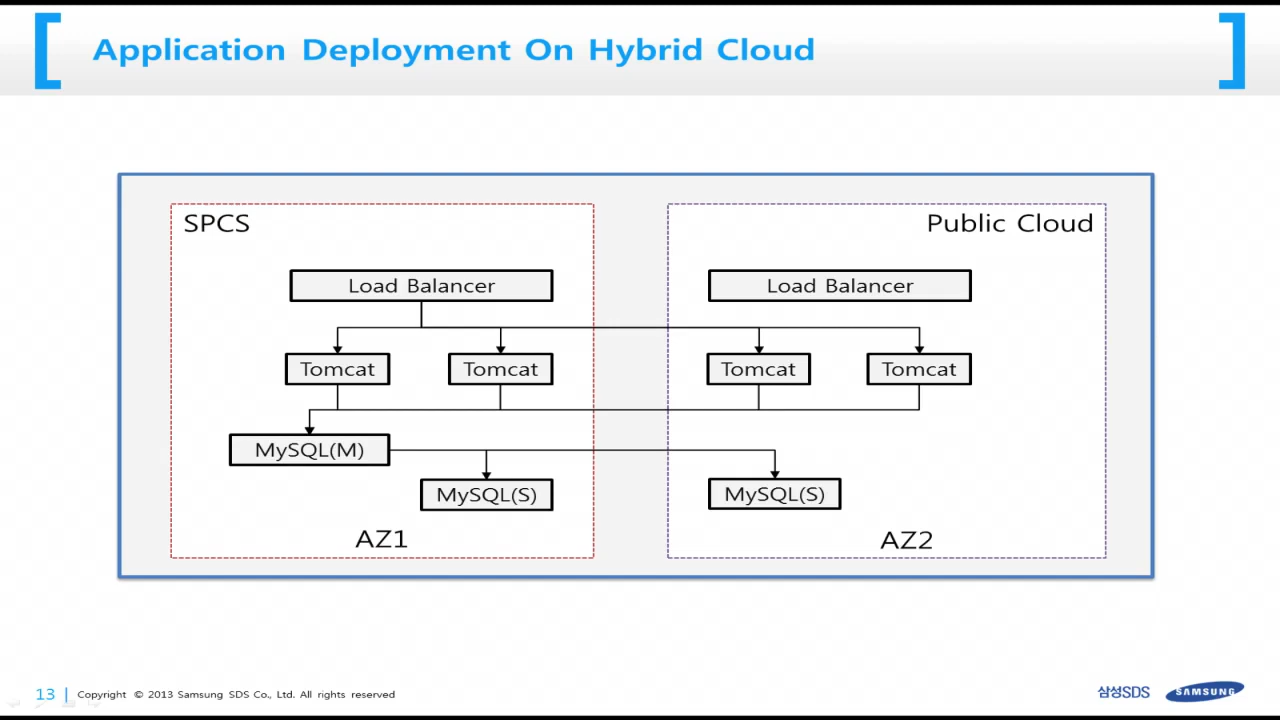 Application Deployment On Hybrid Cloud
SPCS
Public Cloud
Load Balancer
Load Balancer
Tomcat
Tomcat
Tomcat
Tomcat
MySQL(M)
MySQL(S)
MySQL(S)
AZ1
AZ2
13 | Copyright © 2013 Samsung SDS Co., Ltd. All rights reserved
삼성SDS
SAMSUNG